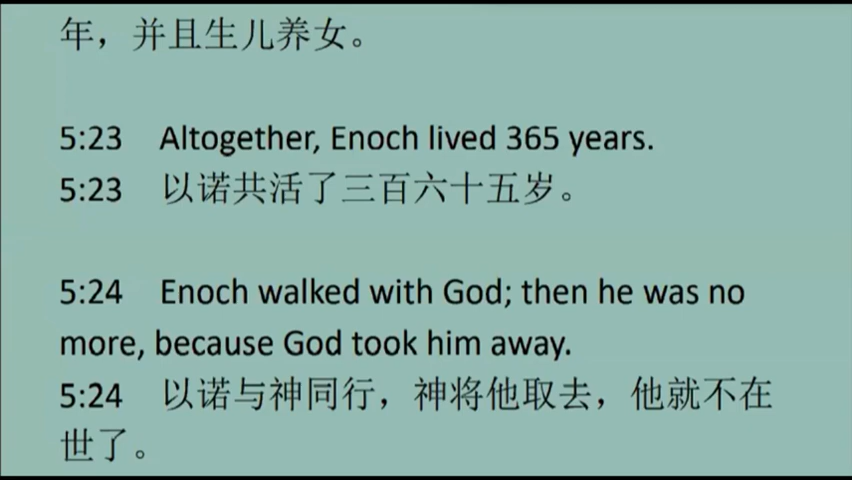 年，并且生儿养女。
5:23 Altogether, Enoch lived 365 years.
5:23 以诺共活了三百六十五岁。
5:24 Enoch walked with God; then he was no
more, because God took him away.
5:24 以诺与神同行，神将他取去，他就不在
世了。